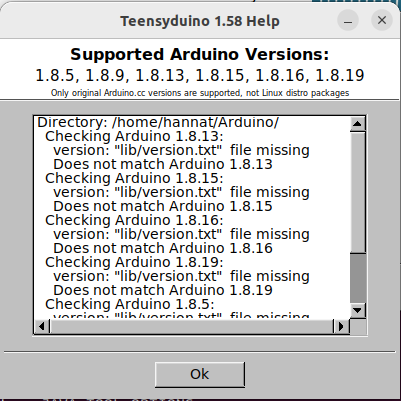 Teensyduino 1.58 Help
Supported Arduino Versions:
1.8.5, 1.8.9, 1.8.13, 1.8.15, 1.8.16, 1.8.19
Only original Arduino.cc versions are supported, not Linux distro packages
Directory: /home/hannat/Arduino/
Checking Arduino 1.8.13:
version: "lib/version.txt" file missing
Does not match Arduino 1.8.13
Checking Arduino 1.8.15:
version: "lib/version.txt" file missing
Does not match Arduino 1.8.15
Checking Arduino 1.8.16:
version: "lib/version.txt" file missing
Does not match Arduino 1.8.16
Checking Arduino 1.8.19:
version: "lib/version.txt" file missing
Does not match Arduino 1.8.19
Checking Arduino 1.8.5:
version: "lib/version.txt" file missing
Ok